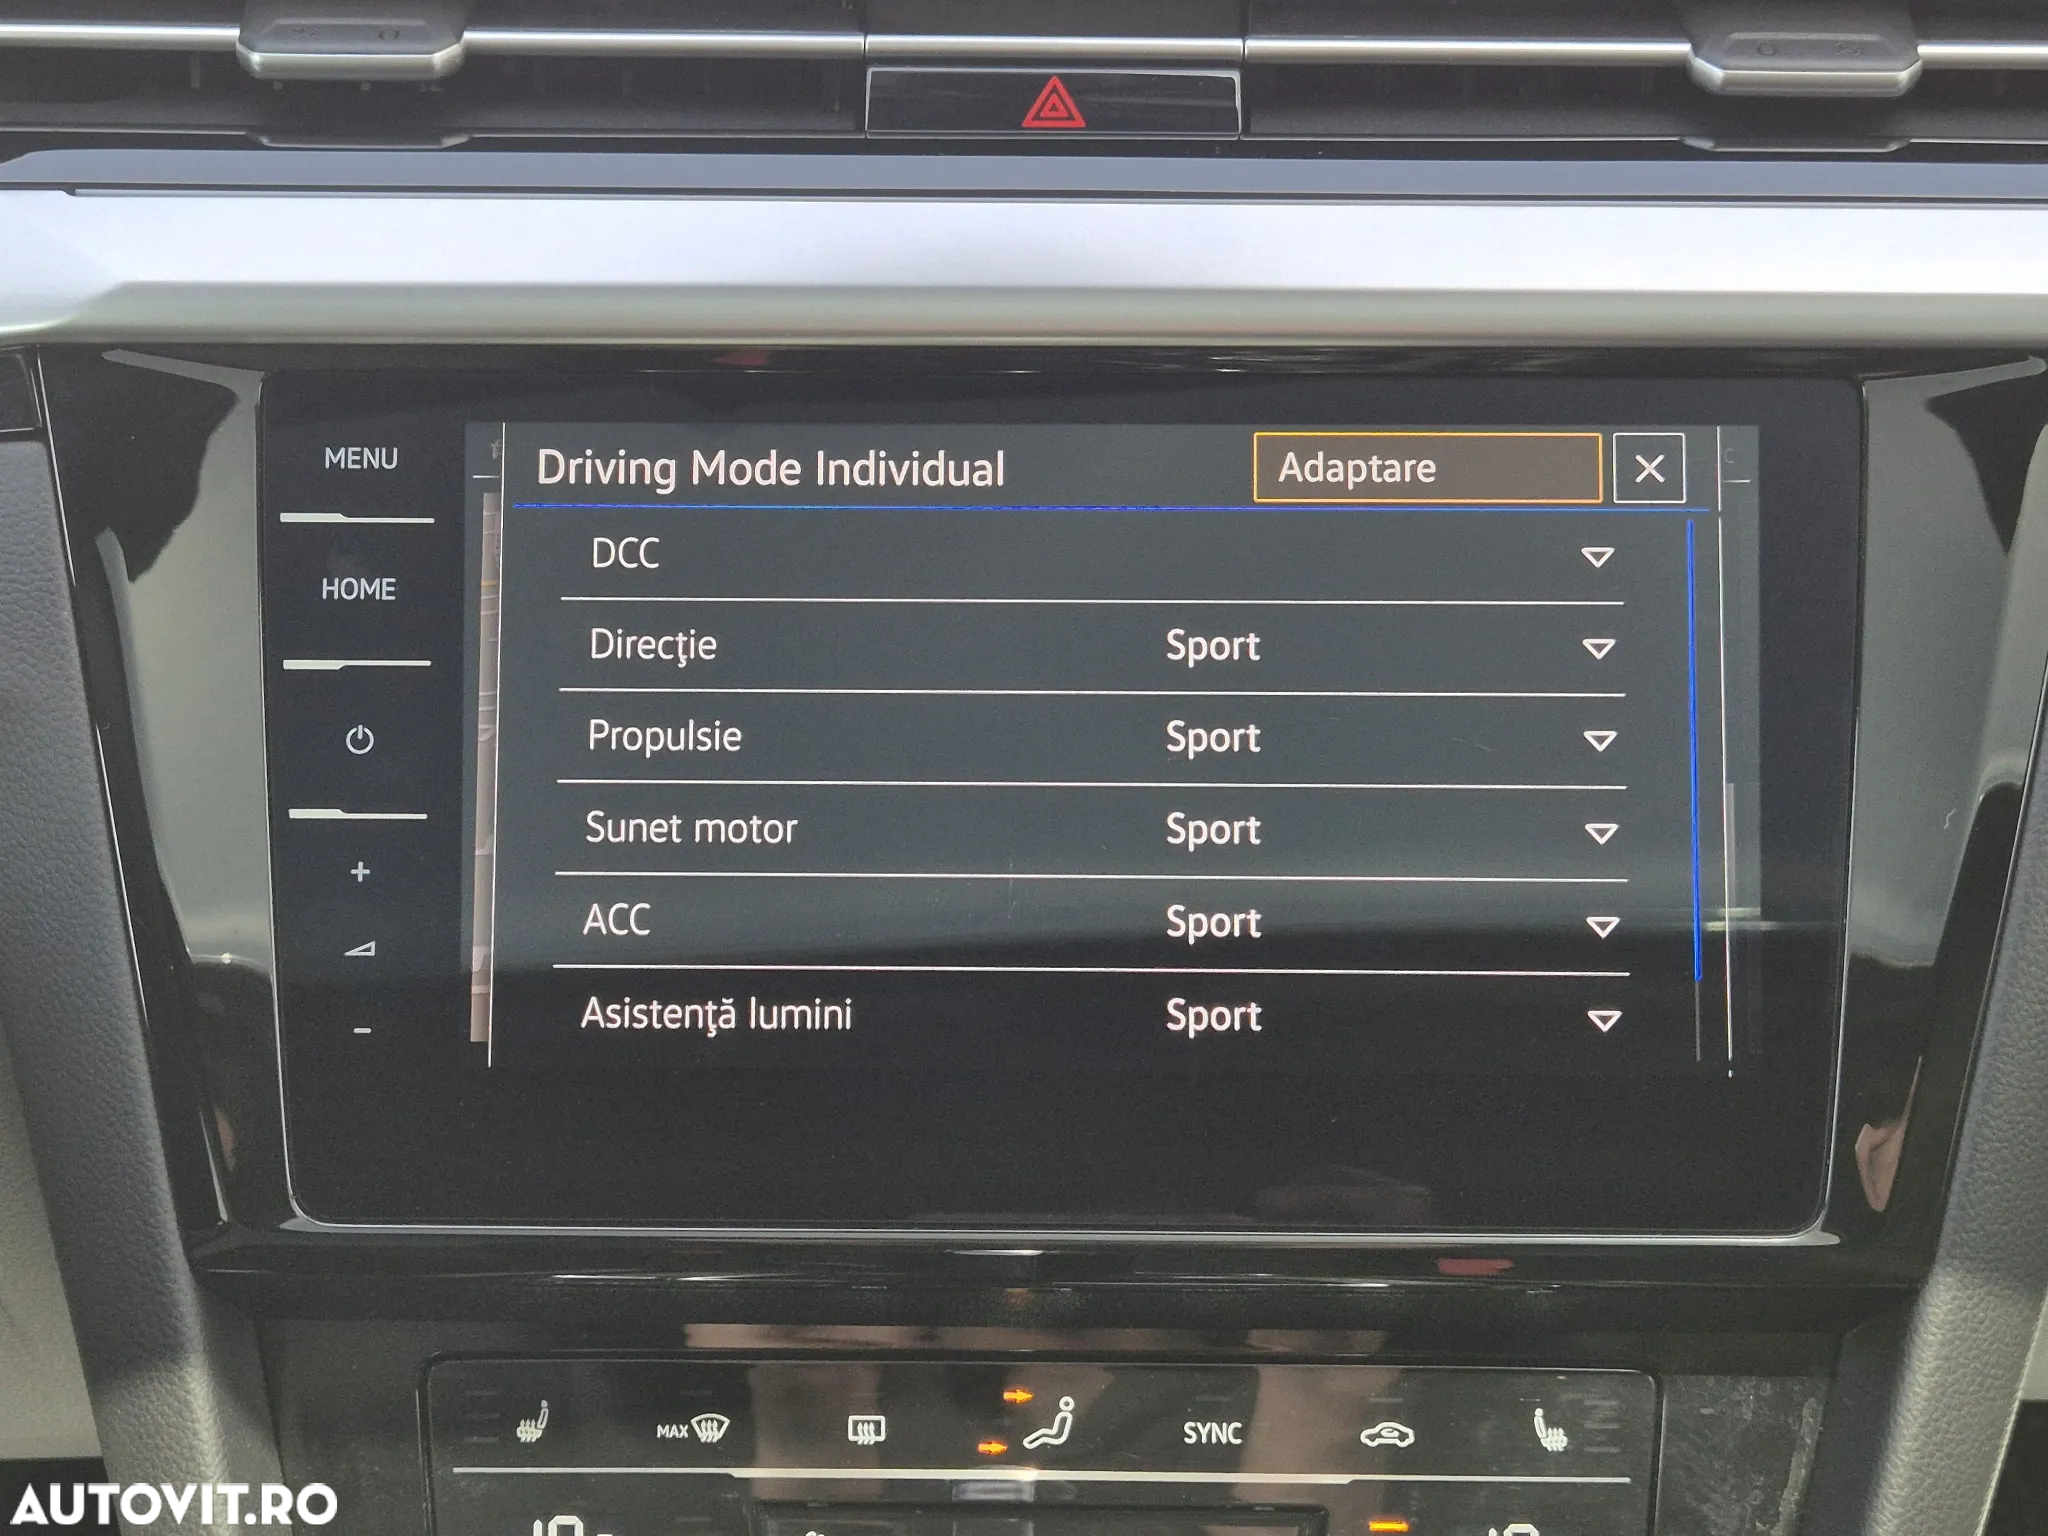 MENU
Driving Mode Individual
Adaptare
DCC
HOME
Direcţie Sport
Propulsie Sport
Sunet motor Sport
ACC Sport
Asistenţă lumini Sport
MAX
SYNC
AUTOVIT.RO